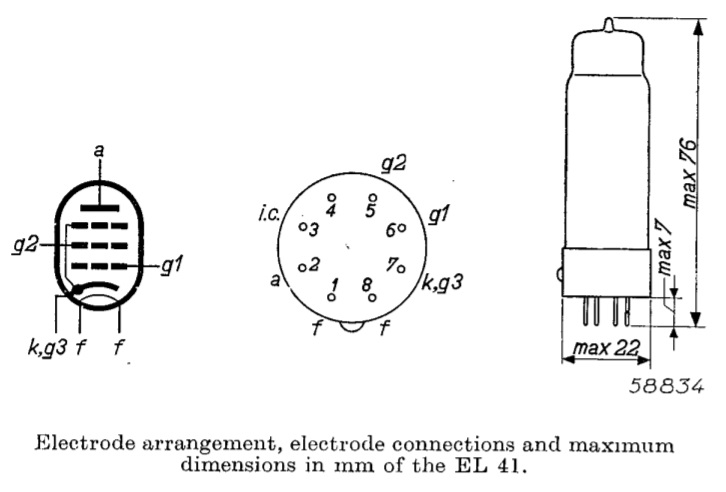 a
g2
g1
k,g3 f f
g2
i.c.
g1
4 5
3 6
2 7
a
k,g3
1 8
f f
max 76
max 7
max 22
58834
Electrode arrangement, electrode connections and maximum
dimensions in mm of the EL 41.